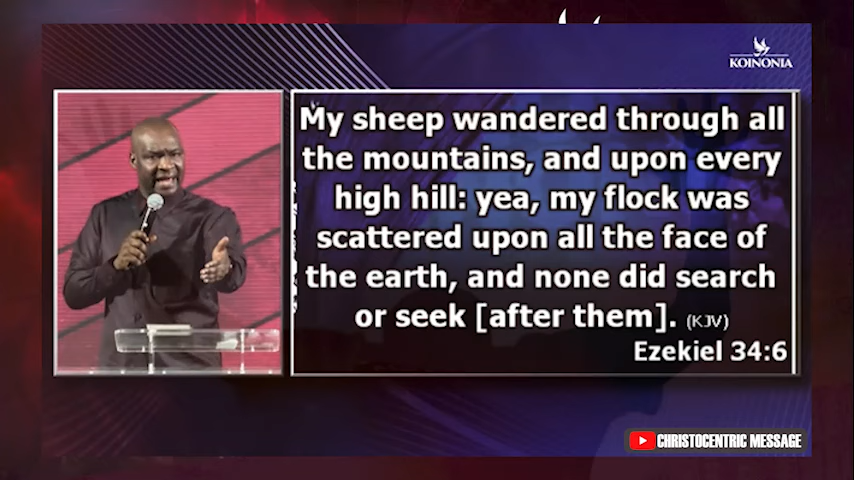 KOINONIA
My sheep wandered through all
the mountains, and upon every
high hill: yea, my flock was
scattered upon all the face of
the earth, and none did search
or seek [after them]. (KJV)
Ezekiel 34:6
CHRISTOCENTRIC MESSAGE